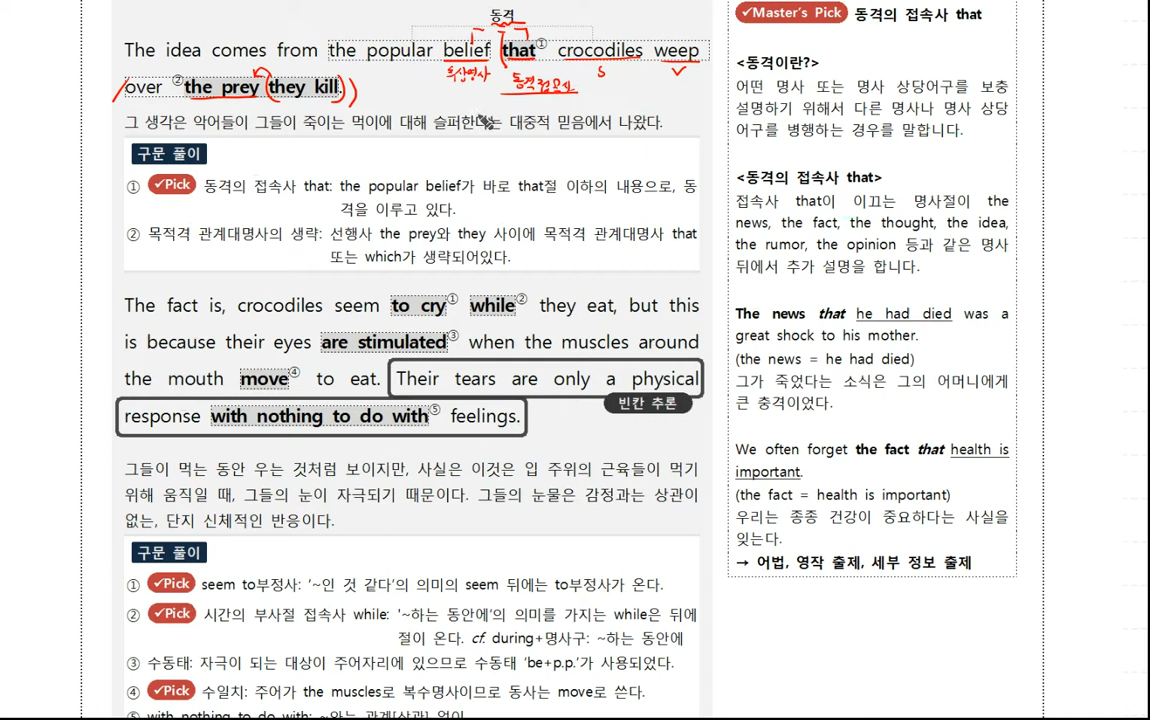 동격
The idea comes from the popular belief that① crocodiles weep
추상명사 동격접속사 S V
over ②the prey (they kill.)
그 생각은 악어들이 그들이 죽이는 먹이에 대해 슬퍼한다는 대중적 믿음에서 나왔다.
구문 풀이
① ✓Pick 동격의 접속사 that: the popular belief가 바로 that절 이하의 내용으로, 동
격을 이루고 있다.
② 목적격 관계대명사의 생략: 선행사 the prey와 they 사이에 목적격 관계대명사 that
또는 which가 생략되어있다.
The fact is, crocodiles seem to cry① while② they eat, but this
is because their eyes are stimulated③ when the muscles around
the mouth move④ to eat. Their tears are only a physical
response with nothing to do with⑤ feelings.
빈칸 추론
그들이 먹는 동안 우는 것처럼 보이지만, 사실은 이것은 입 주위의 근육들이 먹기
위해 움직일 때, 그들의 눈이 자극되기 때문이다. 그들의 눈물은 감정과는 상관이
없는, 단지 신체적인 반응이다.
구문 풀이
① ✓Pick seem to부정사: '~인 것 같다'의 의미의 seem 뒤에는 to부정사가 온다.
② ✓Pick 시간의 부사절 접속사 while: '~하는 동안에'의 의미를 가지는 while은 뒤에
절이 온다. cf. during+명사구: ~하는 동안에
③ 수동태: 자극이 되는 대상이 주어자리에 있으므로 수동태 'be+p.p.'가 사용되었다.
④ ✓Pick 수일치: 주어가 the muscles로 복수명사이므로 동사는 move로 쓴다.
⑤ with nothing to do with: ~와는 관계[상관] 없이
✓Master's Pick 동격의 접속사 that
<동격이란?>
어떤 명사 또는 명사 상당어구를 보충
설명하기 위해서 다른 명사나 명사 상당
어구를 병행하는 경우를 말합니다.
<동격의 접속사 that>
접속사 that이 이끄는 명사절이 the
news, the fact, the thought, the idea,
the rumor, the opinion 등과 같은 명사
뒤에서 추가 설명을 합니다.
The news that he had died was a
great shock to his mother.
(the news = he had died)
그가 죽었다는 소식은 그의 어머니에게
큰 충격이었다.
We often forget the fact that health is
important.
(the fact = health is important)
우리는 종종 건강이 중요하다는 사실을
잊는다.
→ 어법, 영작 출제, 세부 정보 출제